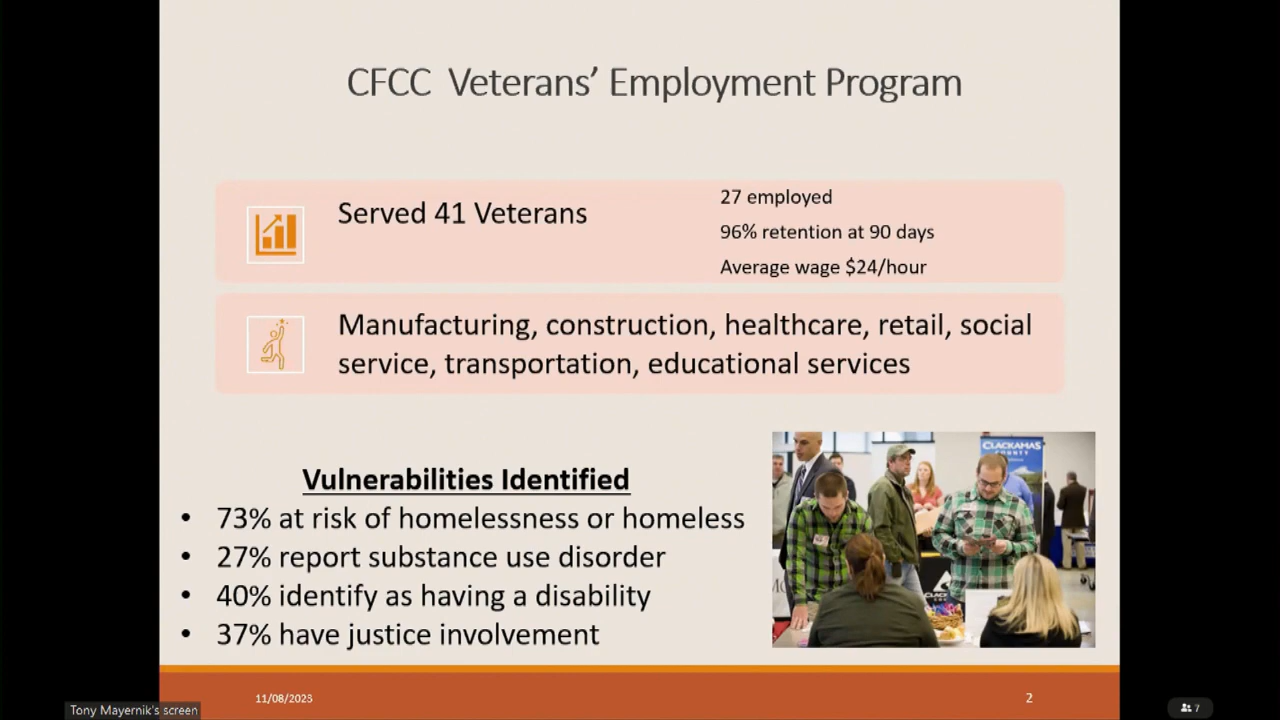 CFCC Veterans’ Employment Program
Served 41 Veterans
27 employed
96% retention at 90 days
Average wage $24/hour
Manufacturing, construction, healthcare, retail, social
service, transportation, educational services
Vulnerabilities Identified
• 73% at risk of homelessness or homeless
• 27% report substance use disorder
• 40% identify as having a disability
• 37% have justice involvement
CLACKAMAS
COUNTY
11/08/2023
2
Tony Mayernik's screen
7